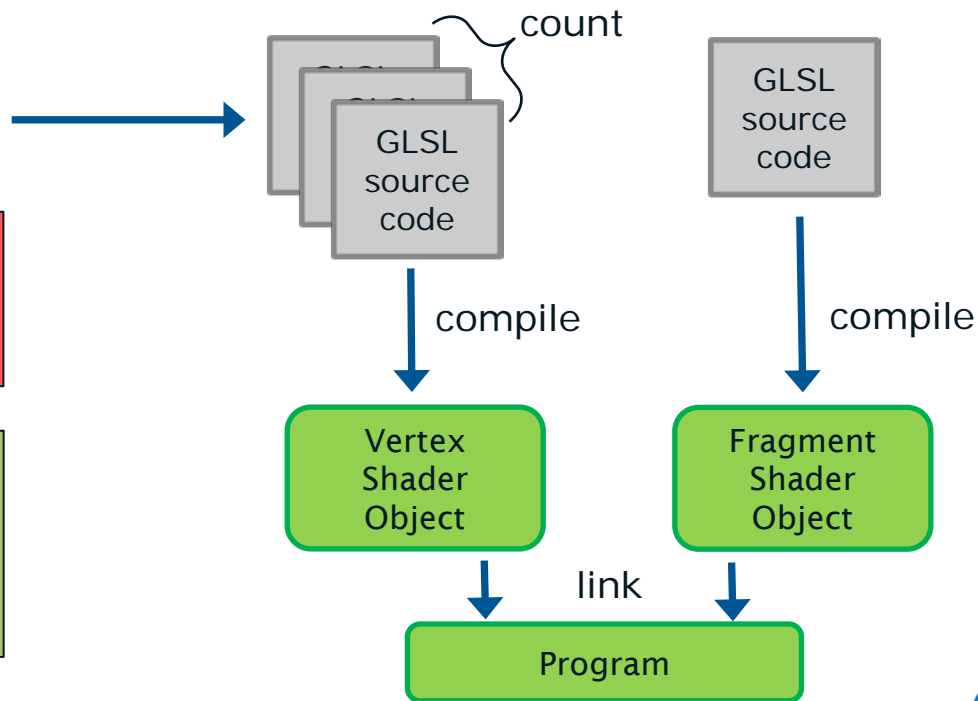 count
GLSL
source
code
GLSL
source
code
compile
compile
Vertex
Shader
Object
Fragment
Shader
Object
link
Program